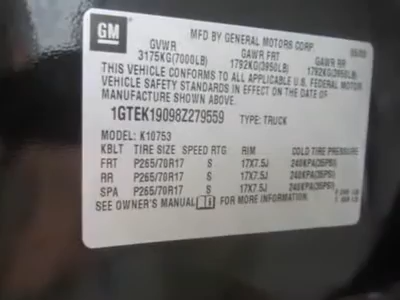 GM
MFD BY GENERAL MOTORS CORP
GVWR GAWR FRT GAWR RR
3175KG(7000LB) 1792KG(3950LB) 1792KG(3950LB)
THIS VEHICLE CONFORMS TO ALL APPLICABLE U.S. FEDERAL MOTOR
VEHICLE SAFETY STANDARDS IN EFFECT ON THE DATE OF
MANUFACTURE SHOWN ABOVE.
1GTEK19098Z279559 TYPE: TRUCK
MODEL: K10753
KBLT TIRE SIZE SPEED RTG RIM COLD TIRE PRESSURE
FRT P265/70R17 S 17X7.5J 240KPA(35PSI)
RR P265/70R17 S 17X7.5J 240KPA(35PSI)
SPA P265/70R17 S 17X7.5J 240KPA(35PSI)
SEE OWNER'S MANUAL FOR MORE INFORMATION.